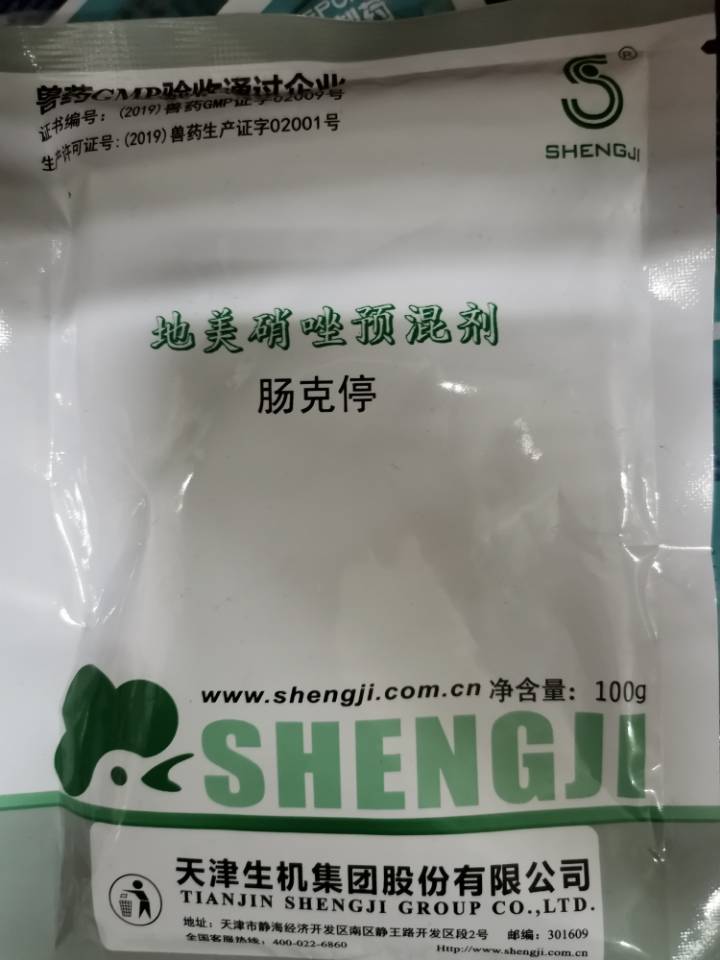 制药
兽药GMP验收通过企业
证书编号：(2019)兽药GMP证字02009号
生产许可证号:(2019)兽药生产证字02001号
S®
SHENGJI
地美硝唑预混剂
肠克停
www.shengji.com.cn 净含量：100g
SHENGJI
天津生机集团股份有限公司
TIANJIN SHENGJI GROUP CO.,LTD.
地址：天津市静海经济开发区南区静王路开发区段2号 邮编：301609
全国客服热线：400-022-6860 Http://www.shengji.com.cn